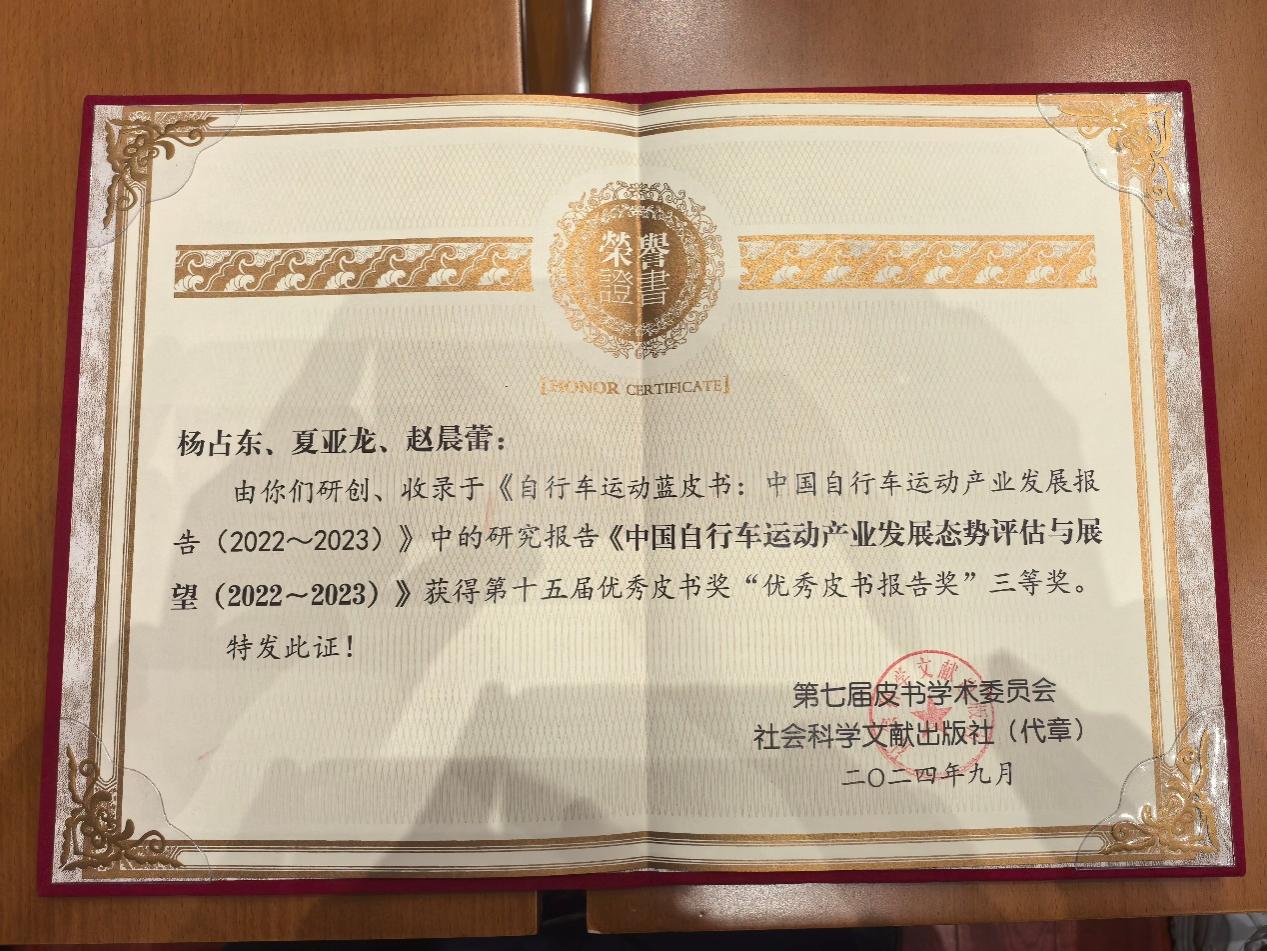 榮譽
證書
[HONOR CERTIFICATE]
杨占东、夏亚龙、赵晨蕾：
由你们研创、收录于《自行车运动蓝皮书：中国自行车运动产业发展报
告（2022～2023）》中的研究报告《中国自行车运动产业发展态势评估与展
望（2022～2023）》获得第十五届优秀皮书奖“优秀皮书报告奖”三等奖。
特发此证！
第七届皮书学术委员会
社会科学文献出版社（代章）
二〇二四年九月